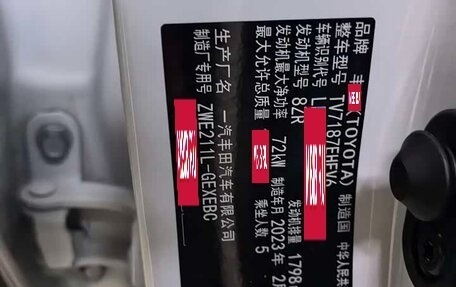 品牌 丰 (TOYOTA) 制造国 中华人民共
整车型号 TV7187EHEV6
车辆识别代号 L
发动机型号 8ZR 发动机排量 1798
发动机最大净功率 72kW 制造年月 2023年2
最大允许总质量 乘坐人数 5
生产厂名 一汽丰田汽车有限公司
制造厂专用号 ZWE211L-GEXEBC